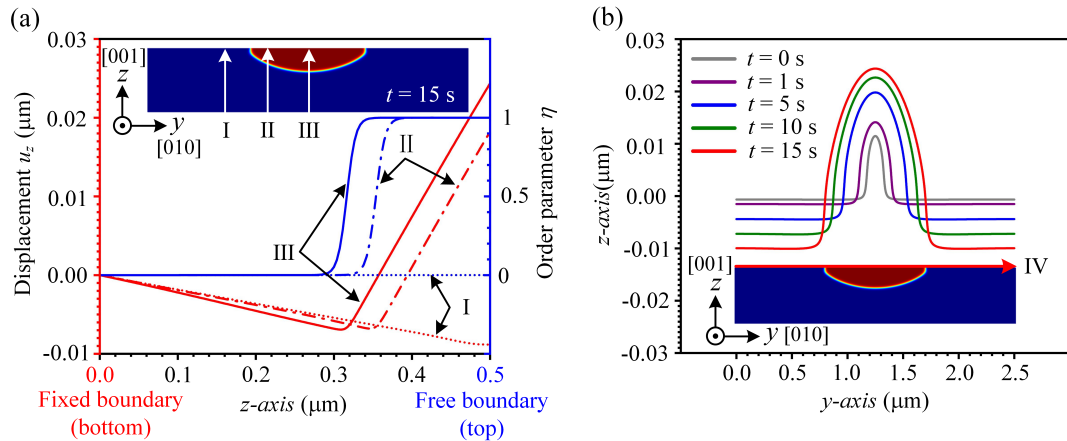 (a)
0.03
0.02
0.01
0.00
-0.01
Displacement u_z (μm)
[001]
z
y
[010]
I
II
III
t = 15 s
II
III
I
1
0.5
0
Order parameter η
0.0
0.1
0.2
0.3
0.4
0.5
Fixed boundary
(bottom)
z-axis (μm)
Free boundary
(top)
(b)
0.03
0.02
0.01
0.00
-0.01
-0.01
-0.02
-0.03
z-axis(μm)
t = 0 s
t = 1 s
t = 5 s
t = 10 s
t = 15 s
[001]
z
y [010]
IV
0.0
0.5
1.0
1.5
2.0
2.5
y-axis (μm)